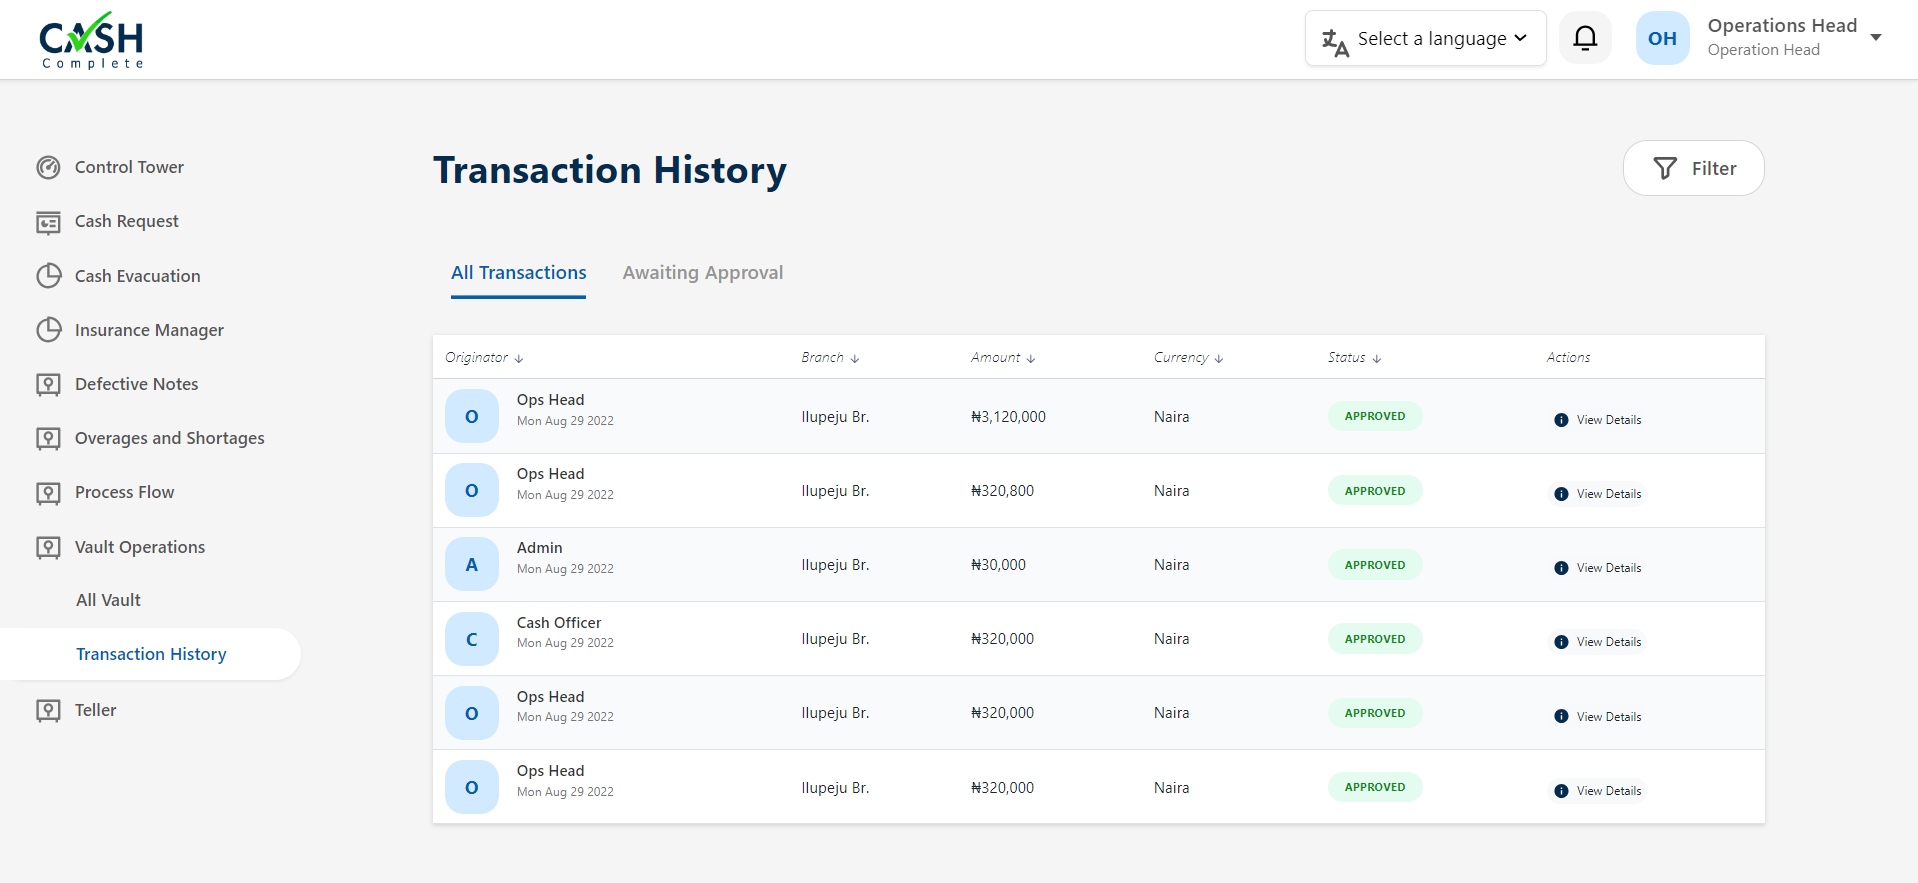 CASH
Complete
Select a language
OH
Operations Head
Operation Head
Control Tower
Cash Request
Cash Evacuation
Insurance Manager
Defective Notes
Overages and Shortages
Process Flow
Vault Operations
All Vault
Transaction History
Teller
Transaction History
Filter
All Transactions Awaiting Approval
Originator ↓ Branch ↓ Amount ↓ Currency ↓ Status ↓ Actions
O Ops Head Mon Aug 29 2022 Ilupeju Br. ₦3,120,000 Naira APPROVED View Details
O Ops Head Mon Aug 29 2022 Ilupeju Br. ₦320,800 Naira APPROVED View Details
A Admin Mon Aug 29 2022 Ilupeju Br. ₦30,000 Naira APPROVED View Details
C Cash Officer Mon Aug 29 2022 Ilupeju Br. ₦320,000 Naira APPROVED View Details
O Ops Head Mon Aug 29 2022 Ilupeju Br. ₦320,000 Naira APPROVED View Details
O Ops Head Mon Aug 29 2022 Ilupeju Br. ₦320,000 Naira APPROVED View Details